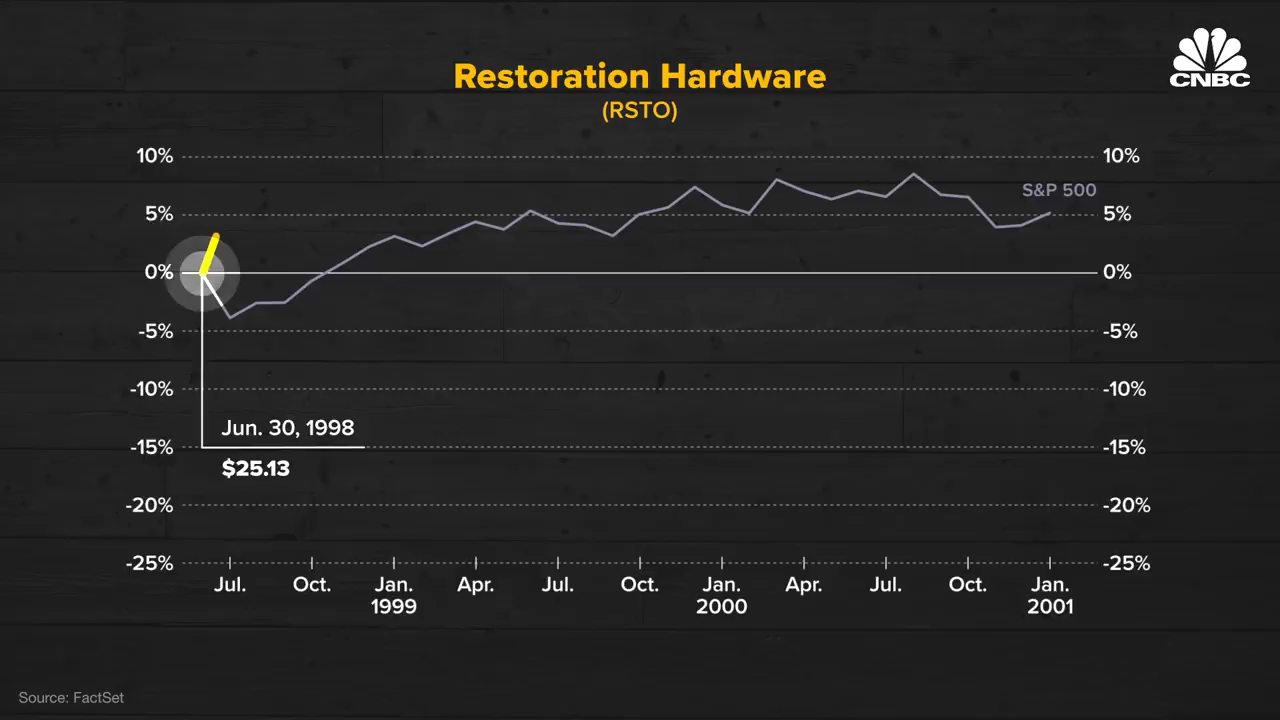 CNBC
Restoration Hardware
(RSTO)
10% 10%
S&P 500
5% 5%
0% 0%
-5% -5%
-10% -10%
Jun. 30, 1998
-15% -15%
$25.13
-20% -20%
-25% -25%
Jul. Oct. Jan. Apr. Jul. Oct. Jan. Apr. Jul. Oct. Jan.
1999 2000 2001
Source: FactSet